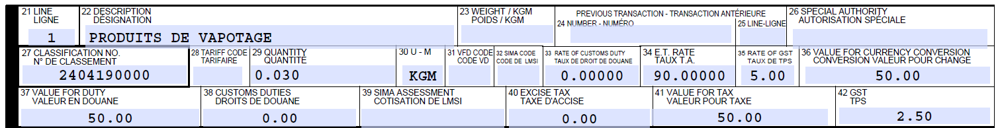 21 LINE
LIGNE
1
22 DESCRIPTION
DÉSIGNATION
PRODUITS DE VAPOTAGE
23 WEIGHT / KGM
POIDS / KGM
PREVIOUS TRANSACTION - TRANSACTION ANTÉRIEURE
24 NUMBER - NUMÉRO
25 LINE-LIGNE
26 SPECIAL AUTHORITY
AUTORISATION SPÉCIALE
27 CLASSIFICATION NO.
N° DE CLASSEMENT
2404190000
28 TARIFF CODE
TARIFAIRE
29 QUANTITY
QUANTITÉ
0.030
30 U - M
KGM
31 VFD CODE
CODE VD
32 SIMA CODE
CODE DE LMSI
33 RATE OF CUSTOMS DUTY
TAUX DE DROIT DE DOUANE
0.00000
34 E.T. RATE
TAUX T.A.
90.00000
35 RATE OF GST
TAUX DE TPS
5.00
36 VALUE FOR CURRENCY CONVERSION
CONVERSION VALEUR POUR CHANGE
50.00
37 VALUE FOR DUTY
VALEUR EN DOUANE
50.00
38 CUSTOMS DUTIES
DROITS DE DOUANE
0.00
39 SIMA ASSESSMENT
COTISATION DE LMSI
40 EXCISE TAX
TAXE D'ACCISE
0.00
41 VALUE FOR TAX
VALEUR POUR TAXE
50.00
42 GST
TPS
2.50